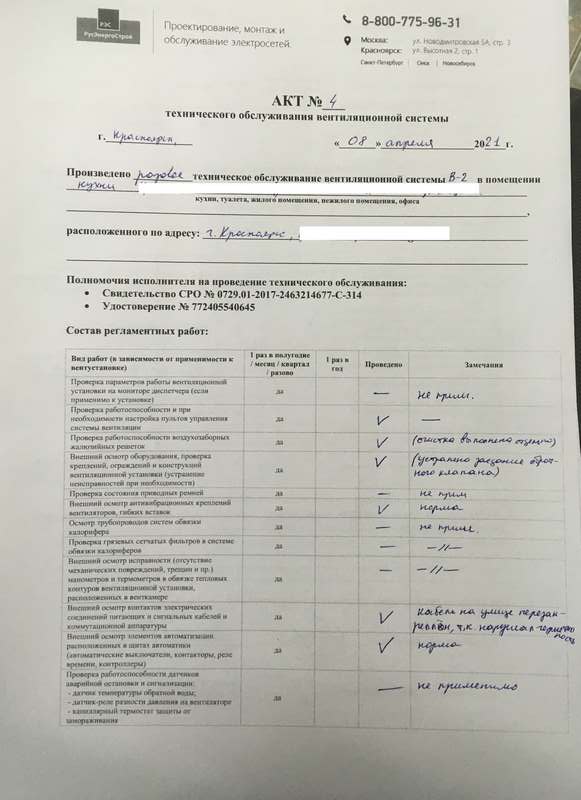 РЭС
РусЭнергоСтрой
Проектирование, монтаж и
обслуживание электросетей.
8-800-775-96-31
Москва: ул. Новодмитровская 5А, стр. 3
Красноярск: ул. Высотная 2, стр. 1
Санкт-Петербург | Омск | Новосибирск
АКТ № 4
технического обслуживания вентиляционной системы
г. Красноярск, « 08 » апреля 2021 г.
Произведено разовое техническое обслуживание вентиляционной системы В-2 в помещении
кухни
кухни, туалета, жилого помещения, нежилого помещения, офиса
расположенного по адресу: г. Красноярск,
Полномочия исполнителя на проведение технического обслуживания:
• Свидетельство СРО № 0729.01-2017-2463214677-С-314
• Удостоверение № 772405540645
Состав регламентных работ:
Вид работ (в зависимости от применимости к вентустановке) 1 раз в полугодие / месяц / квартал / разово 1 раз в год Проведено Замечания
Проверка параметров работы вентиляционной
установки на мониторе диспетчера (если
применимо к установке) да — не прим.
Проверка работоспособности и при
необходимости настройка пультов управления
системы вентиляции да ✓ —
Проверка работоспособности воздухозаборных
жалюзийных решеток да ✓ (очистка выполнена отдельно)
Внешний осмотр оборудования, проверка
креплений, ограждений и конструкций
вентиляционной установки (устранение
неисправностей при необходимости) да ✓ (устранено заедание обрат-
ного клапана)
Проверка состояния приводных ремней да — не прим
Внешний осмотр антивибрационных креплений
вентиляторов, гибких вставок да ✓ норма
Осмотр трубопроводов систем обвязки
калорифера да — не прим.
Проверка грязевых сетчатых фильтров в системе
обвязки калориферов да — —//—
Внешний осмотр исправности (отсутствие
механических повреждений, трещин и пр.)
манометров и термометров в обвязке тепловых
контуров вентиляционной установки,
расположенных в венткамере да — —//—
Внешний осмотр контактов электрических
соединений питающих и сигнальных кабелей и
коммутационной аппаратуры да ✓ Кабель на улице перезак-
реплён, т.к. нарушил герметич
ность
Внешний осмотр элементов автоматизации
расположенных в щитах автоматики
(автоматические выключатели, контакторы, реле
времени, контроллеры) да ✓ норма
Проверка работоспособности датчиков
аварийной остановки и сигнализации:
- датчик температуры обратной воды;
- датчик-реле разности давления на вентиляторе
- капиллярный термостат защиты от
замораживания да — не применимо